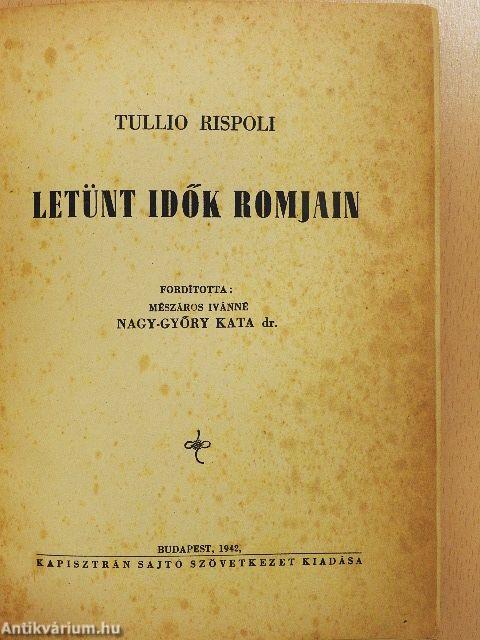 TULLIO RISPOLI
LETÜNT IDŐK ROMJAIN
FORDÍTOTTA:
MÉSZÁROS IVÁNNÉ
NAGY-GYŐRY KATA dr.
BUDAPEST, 1942,
KAPISZTRÁN SAJTÓ SZÖVETKEZET KIADÁSA
Antikvárium.hu